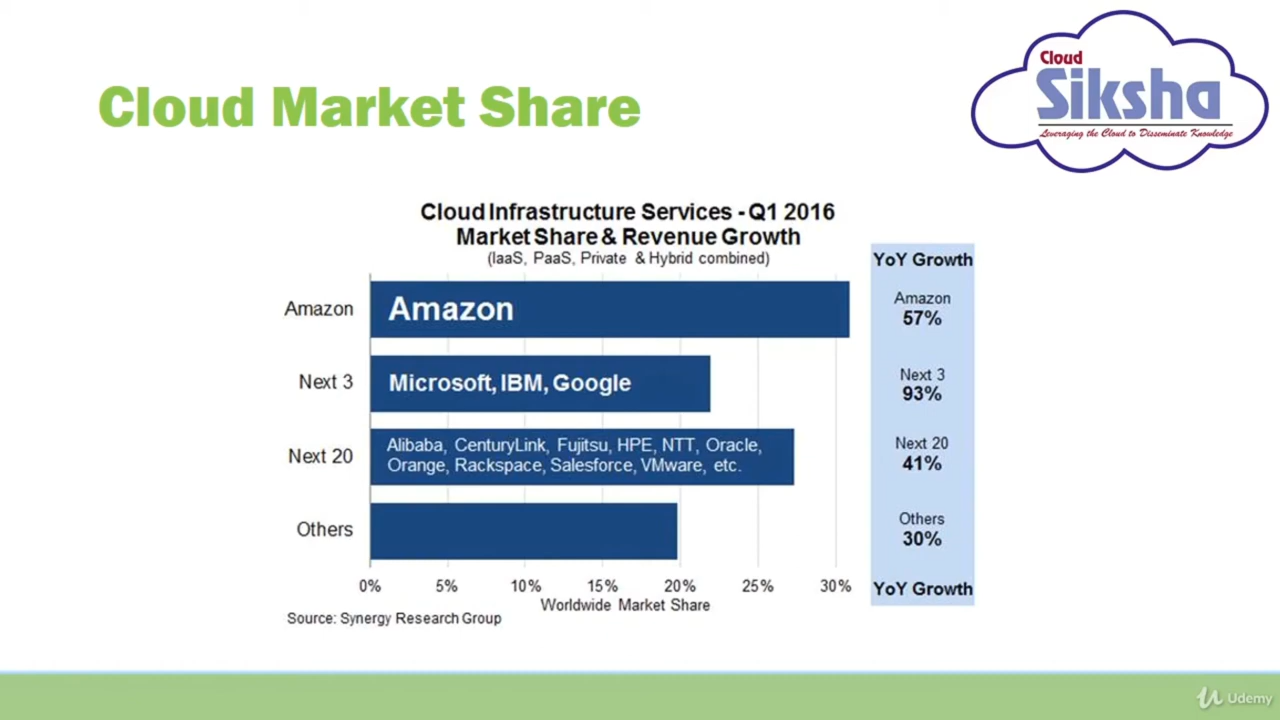 Cloud Market Share
Cloud
Siksha
Leveraging the Cloud to Disseminate Knowledge
Cloud Infrastructure Services - Q1 2016
Market Share & Revenue Growth
(IaaS, PaaS, Private & Hybrid combined)
YoY Growth
Amazon
Amazon
Amazon
57%
Next 3
Microsoft, IBM, Google
Next 3
93%
Next 20
Alibaba, CenturyLink, Fujitsu, HPE, NTT, Oracle,
Orange, Rackspace, Salesforce, VMware, etc.
Next 20
41%
Others
Others
30%
0% 5% 10% 15% 20% 25% 30%
YoY Growth
Worldwide Market Share
Source: Synergy Research Group
Udemy